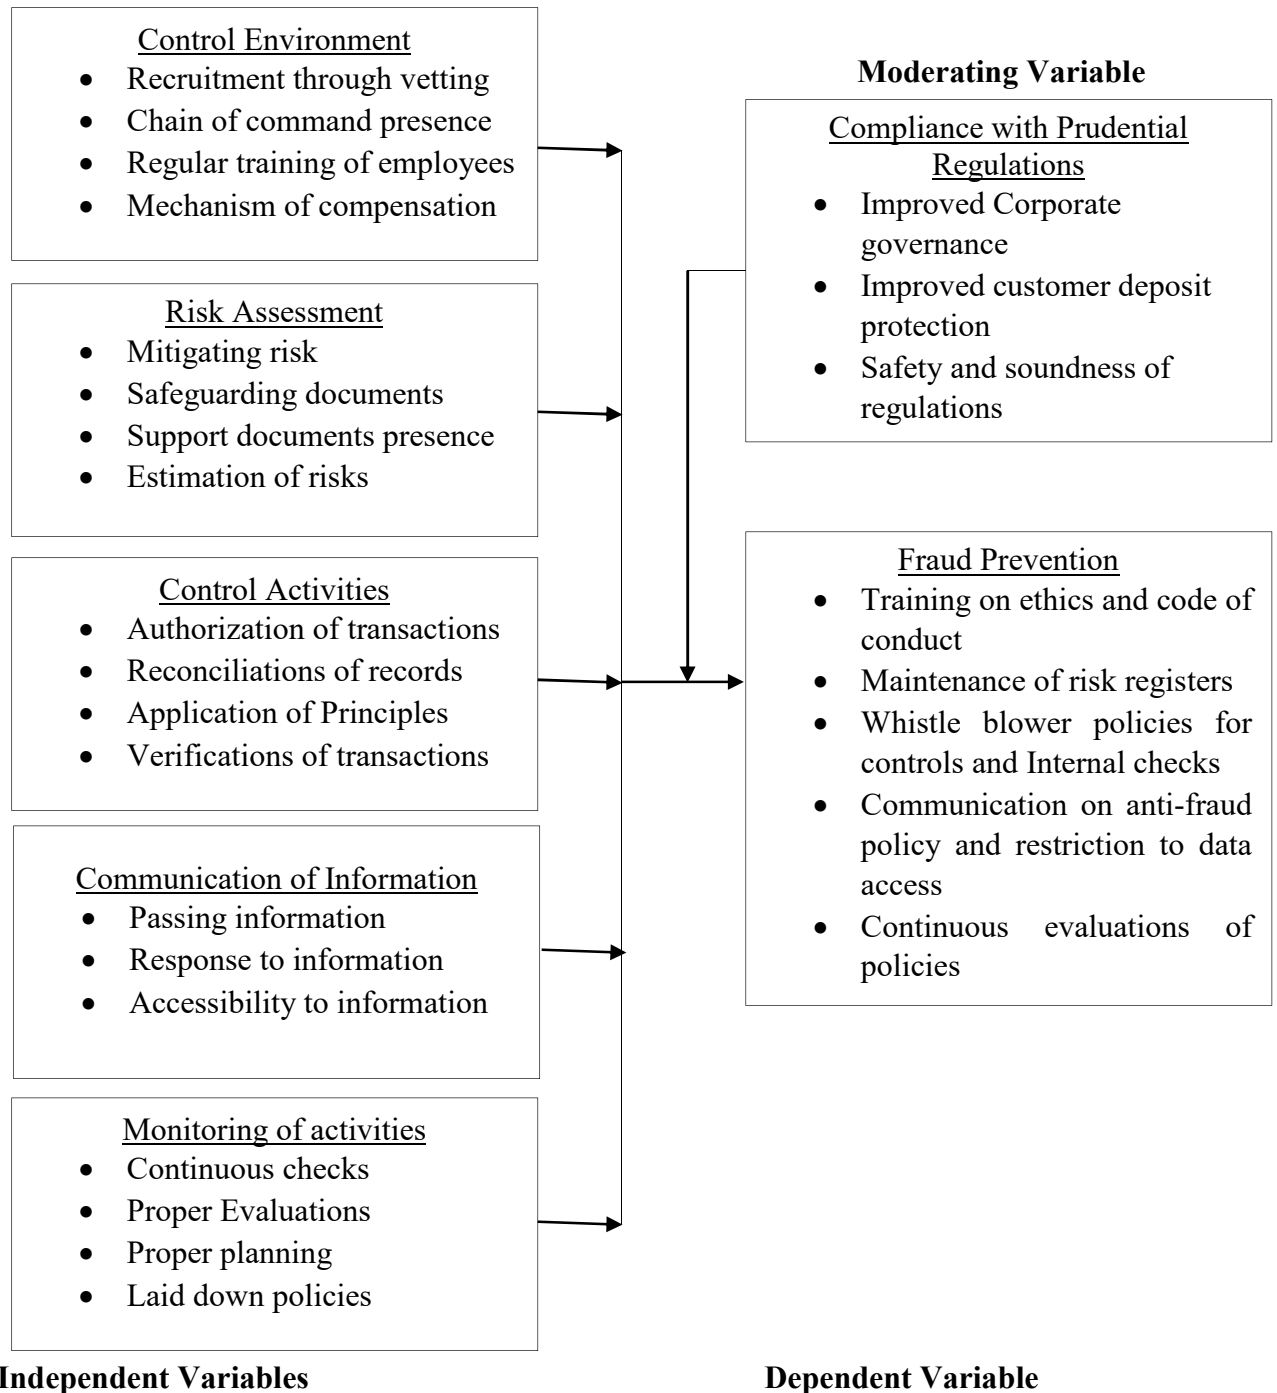 Control Environment
• Recruitment through vetting
• Chain of command presence
• Regular training of employees
• Mechanism of compensation
Risk Assessment
• Mitigating risk
• Safeguarding documents
• Support documents presence
• Estimation of risks
Control Activities
• Authorization of transactions
• Reconciliations of records
• Application of Principles
• Verifications of transactions
Communication of Information
• Passing information
• Response to information
• Accessibility to information
Monitoring of activities
• Continuous checks
• Proper Evaluations
• Proper planning
• Laid down policies
Independent Variables
Moderating Variable
Compliance with Prudential
Regulations
• Improved Corporate
governance
• Improved customer deposit
protection
• Safety and soundness of
regulations
Fraud Prevention
• Training on ethics and code of
conduct
• Maintenance of risk registers
• Whistle blower policies for
controls and Internal checks
• Communication on anti-fraud
policy and restriction to data
access
• Continuous evaluations of
policies
Dependent Variable